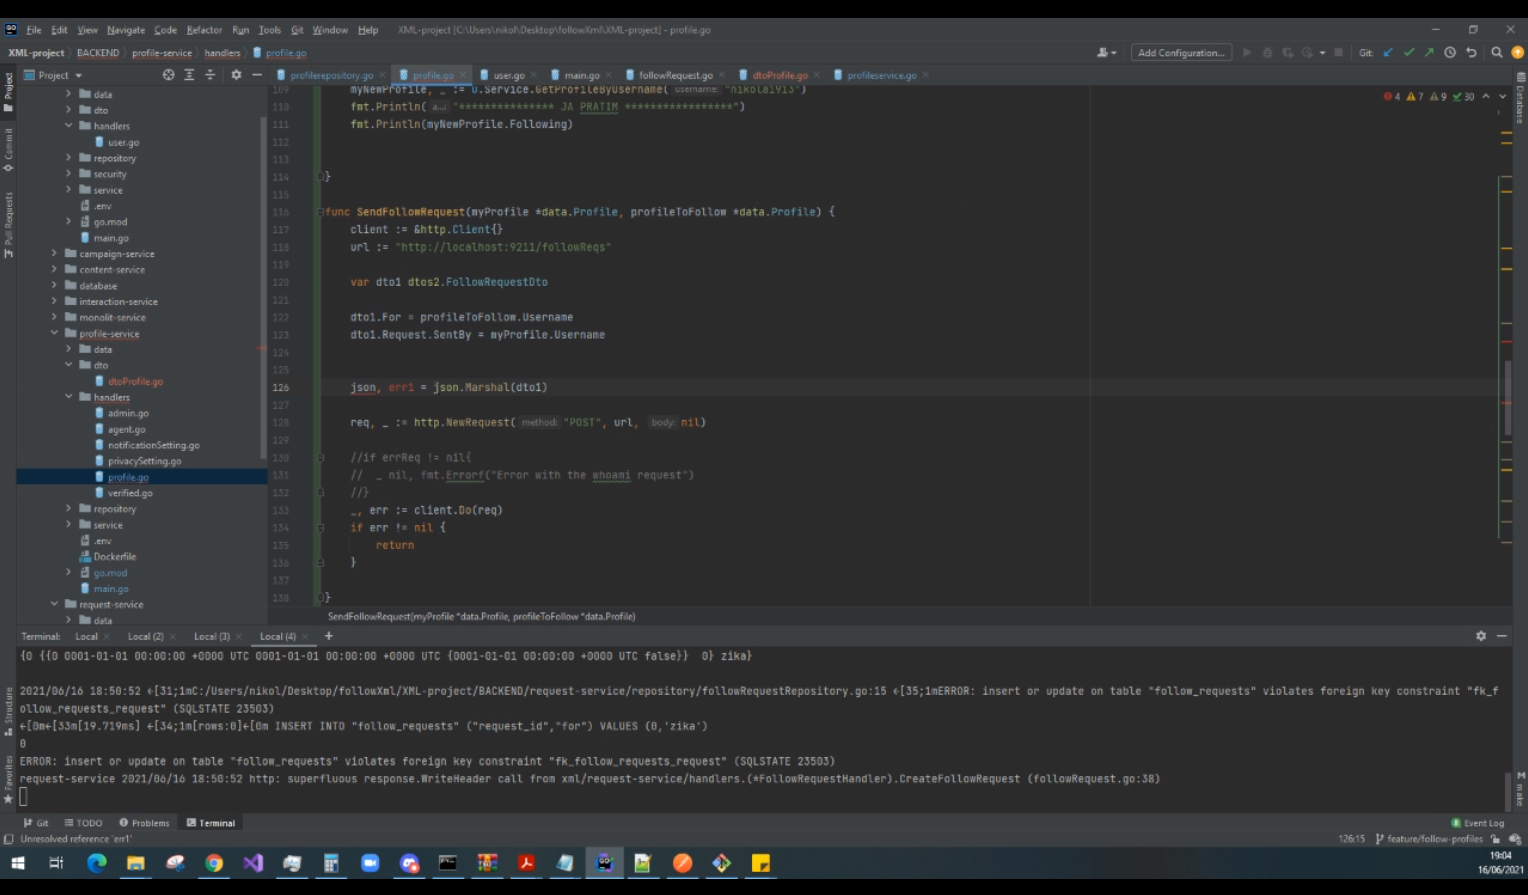 File Edit View Navigate Code Refactor Run Tools Git Window Help XML-project [C:\Users\nikol\Desktop\followXml\XML-project] - profile.go
XML-project BACKEND profile-service handlers profile.go
Add Configuration...
Git:
Project
profilerepository.go profile.go user.go main.go followRequest.go dtoProfile.go profileservice.go
data
dto
handlers
user.go
repository
security
service
.env
go.mod
main.go
campaign-service
content-service
database
interaction-service
monolit-service
profile-service
data
dto
dtoProfile.go
handlers
admin.go
agent.go
notificationSetting.go
privacySetting.go
profile.go
verified.go
repository
service
.env
Dockerfile
go.mod
main.go
request-service
data
Project
Commit
Pull Requests
Structure
Favorites
Database
make
4 7 9 30
109 myNewProfile, _ := u.Service.GetProfileByUsername( username: "nikola1913")
110 fmt.Println( a...: "*************** JA PRATIM *****************")
111 fmt.Println(myNewProfile.Following)
112
113
114 }
115
116 func SendFollowRequest(myProfile *data.Profile, profileToFollow *data.Profile) {
117 client := &http.Client{}
118 url := "http://localhost:9211/followReqs"
119
120 var dto1 dtos2.FollowRequestDto
121
122 dto1.For = profileToFollow.Username
123 dto1.Request.SentBy = myProfile.Username
124
125
126 json, err1 = json.Marshal(dto1)
127
128 req, _ := http.NewRequest( method: "POST", url, body: nil)
129
130 //if errReq != nil{
131 // _ nil, fmt.Errorf("Error with the whoami request")
132 //}
133 _, err := client.Do(req)
134 if err != nil {
135 return
136 }
137
138 }
SendFollowRequest(myProfile *data.Profile, profileToFollow *data.Profile)
Terminal: Local Local (2) Local (3) Local (4) +
{0 {{0 0001-01-01 00:00:00 +0000 UTC 0001-01-01 00:00:00 +0000 UTC {0001-01-01 00:00:00 +0000 UTC false}}  0} zika}
2021/06/16 18:50:52 ←[31;1mC:/Users/nikol/Desktop/followXml/XML-project/BACKEND/request-service/repository/followRequestRepository.go:15 ←[35;1mERROR: insert or update on table "follow_requests" violates foreign key constraint "fk_f
ollow_requests_request" (SQLSTATE 23503)
←[0m←[33m[19.719ms] ←[34;1m[rows:0]←[0m INSERT INTO "follow_requests" ("request_id","for") VALUES (0,'zika')
0
ERROR: insert or update on table "follow_requests" violates foreign key constraint "fk_follow_requests_request" (SQLSTATE 23503)
request-service 2021/06/16 18:50:52 http: superfluous response.WriteHeader call from xml/request-service/handlers.(*FollowRequestHandler).CreateFollowRequest (followRequest.go:38)
Git TODO Problems Terminal Event Log
Unresolved reference 'err1' 126:15 feature/follow-profiles
19:04
16/06/2021